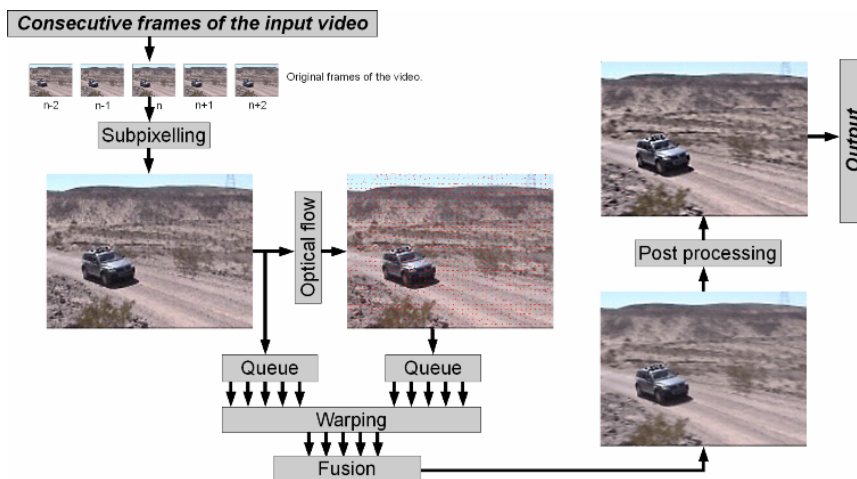 Consecutive frames of the input video
Original frames of the video.
n-2 n-1 n n+1 n+2
Subpixelling
Optical flow
Queue
Queue
Warping
Fusion
Post processing
Output